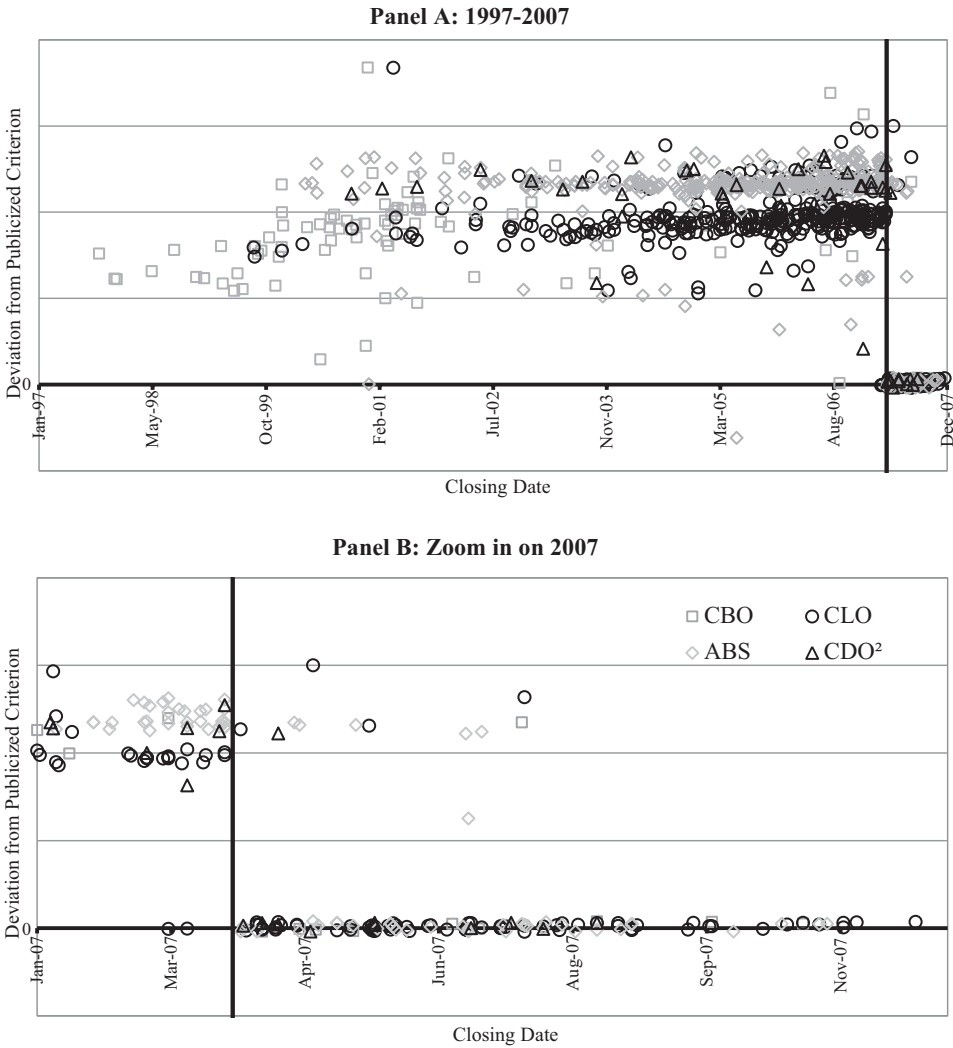 Panel A: 1997-2007
Deviation from Publicized Criterion
0
Jan-97
May-98
Oct-99
Feb-01
Jul-02
Nov-03
Mar-05
Aug-06
Dec-07
Closing Date
Panel B: Zoom in on 2007
Deviation from Publicized Criterion
CBO CLO
ABS CDO²
0
Jan-07
Mar-07
Apr-07
Jun-07
Aug-07
Sep-07
Nov-07
Closing Date